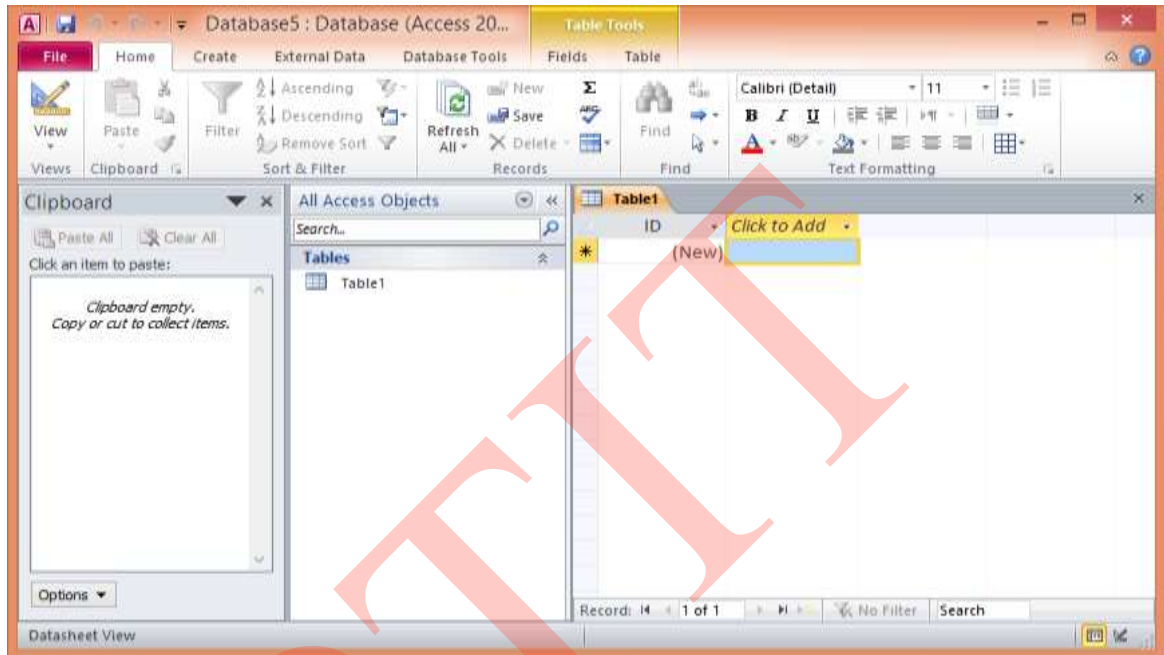 A Database5 : Database (Access 20... Table Tools
File Home Create External Data Database Tools Fields Table
View Paste Filter Ascending Descending Remove Sort Refresh All New Save Delete Find Calibri (Detail) 11
B I U A
Views Clipboard Sort & Filter Records Find Text Formatting
Clipboard
Paste All Clear All
Click an item to paste:
Clipboard empty.
Copy or cut to collect items.
Options
All Access Objects
Search...
Tables
Table1
Table1
ID Click to Add
(New)
Record: 1 of 1 No Filter Search
Datasheet View